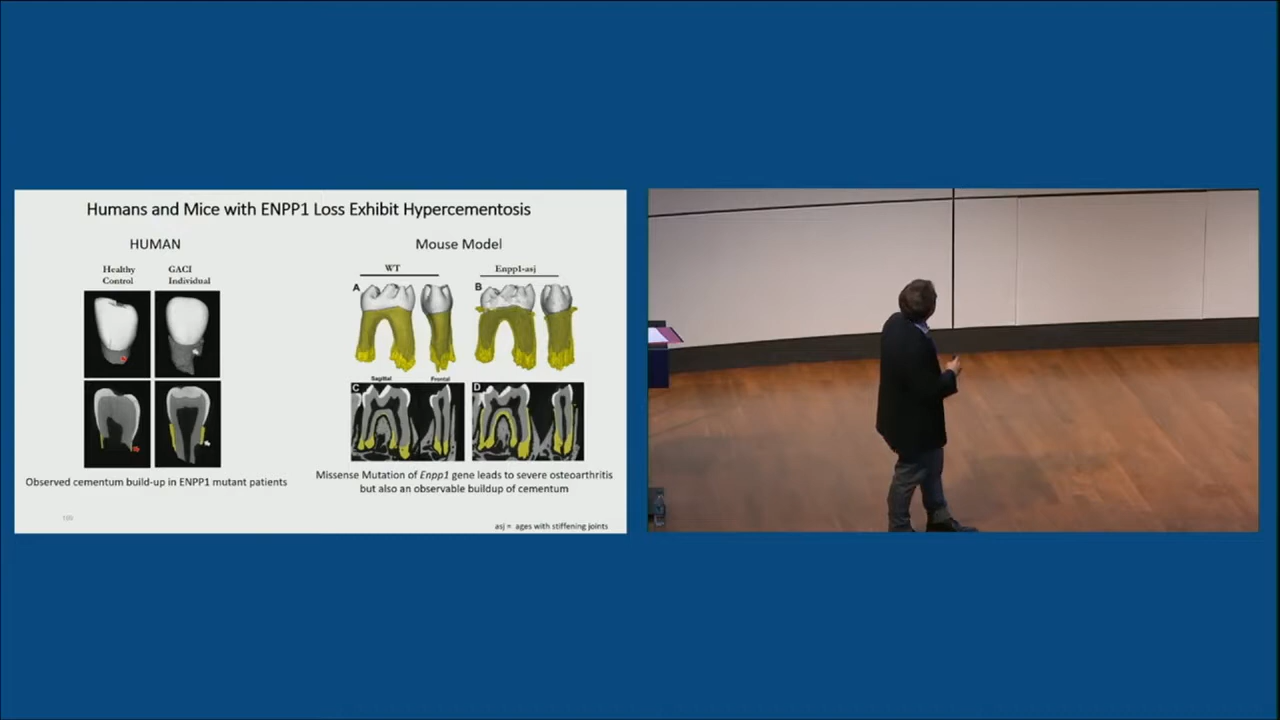 Humans and Mice with ENPP1 Loss Exhibit Hypercementosis
HUMAN
Healthy
Control
GACI
Individual
Observed cementum build-up in ENPP1 mutant patients
Mouse Model
WT
Enpp1-asj
A
B
Sagittal
Frontal
C
D
Missense Mutation of Enpp1 gene leads to severe osteoarthritis
but also an observable buildup of cementum
asj = ages with stiffening joints